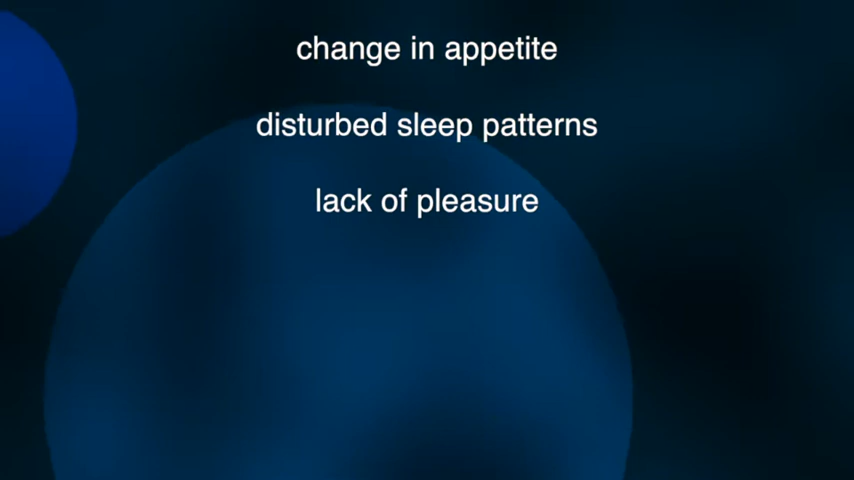 change in appetite
disturbed sleep patterns
lack of pleasure